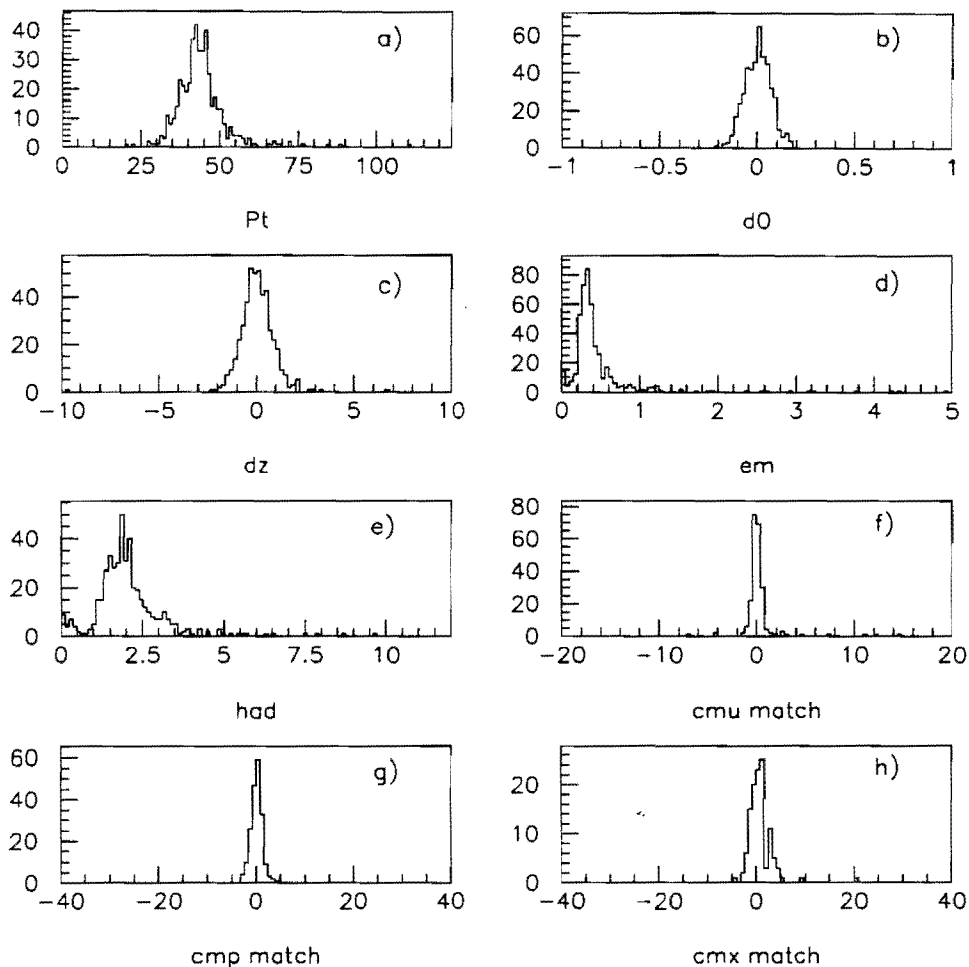 40
30
20
10
0
0 25 50 75 100
a)
Pt
60
40
20
0
-1 -0.5 0 0.5 1
b)
d0
40
20
0
-10 -5 0 5 10
c)
dz
80
60
40
20
0
0 1 2 3 4 5
d)
em
40
20
0
0 2.5 5 7.5 10
e)
had
80
60
40
20
0
-20 -10 0 10 20
f)
cmu match
60
40
20
0
-40 -20 0 20 40
g)
cmp match
20
10
0
-40 -20 0 20 40
h)
cmx match